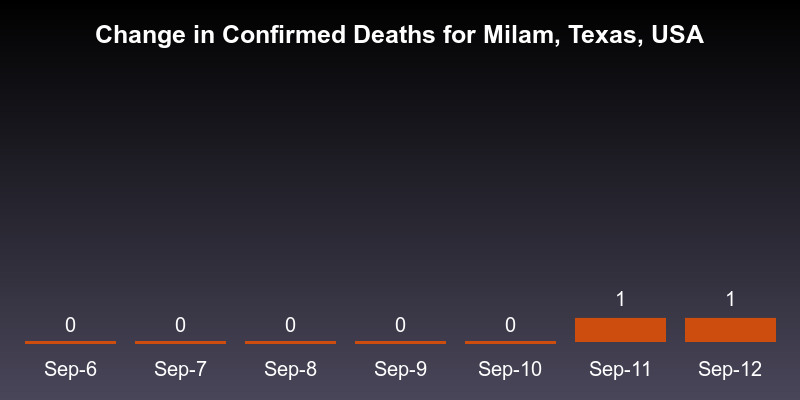 Change in Confirmed Deaths for Milam, Texas, USA
0 0 0 0 0 1 1
Sep-6 Sep-7 Sep-8 Sep-9 Sep-10 Sep-11 Sep-12